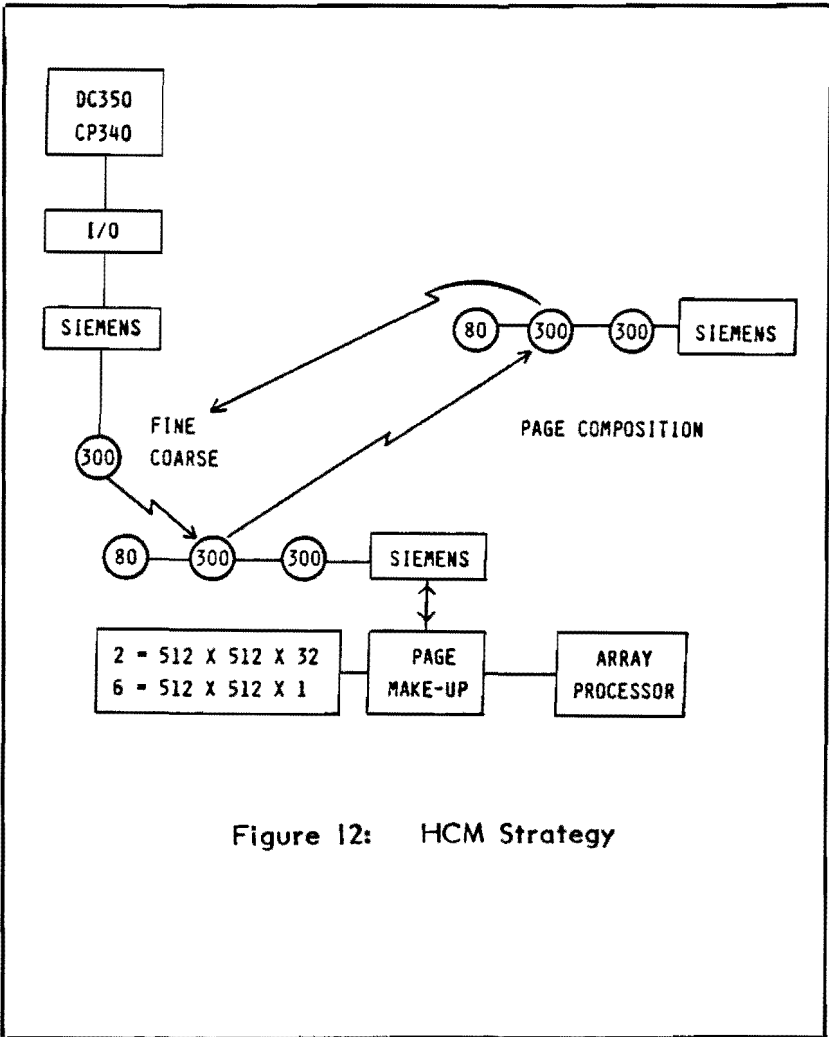 DC350
CP340
I/O
SIEMENS
80 300 300 SIEMENS
FINE
COARSE
PAGE COMPOSITION
300
80 300 300 SIEMENS
2 = 512 X 512 X 32
6 = 512 X 512 X 1
PAGE
MAKE-UP
ARRAY
PROCESSOR
Figure 12: HCM Strategy